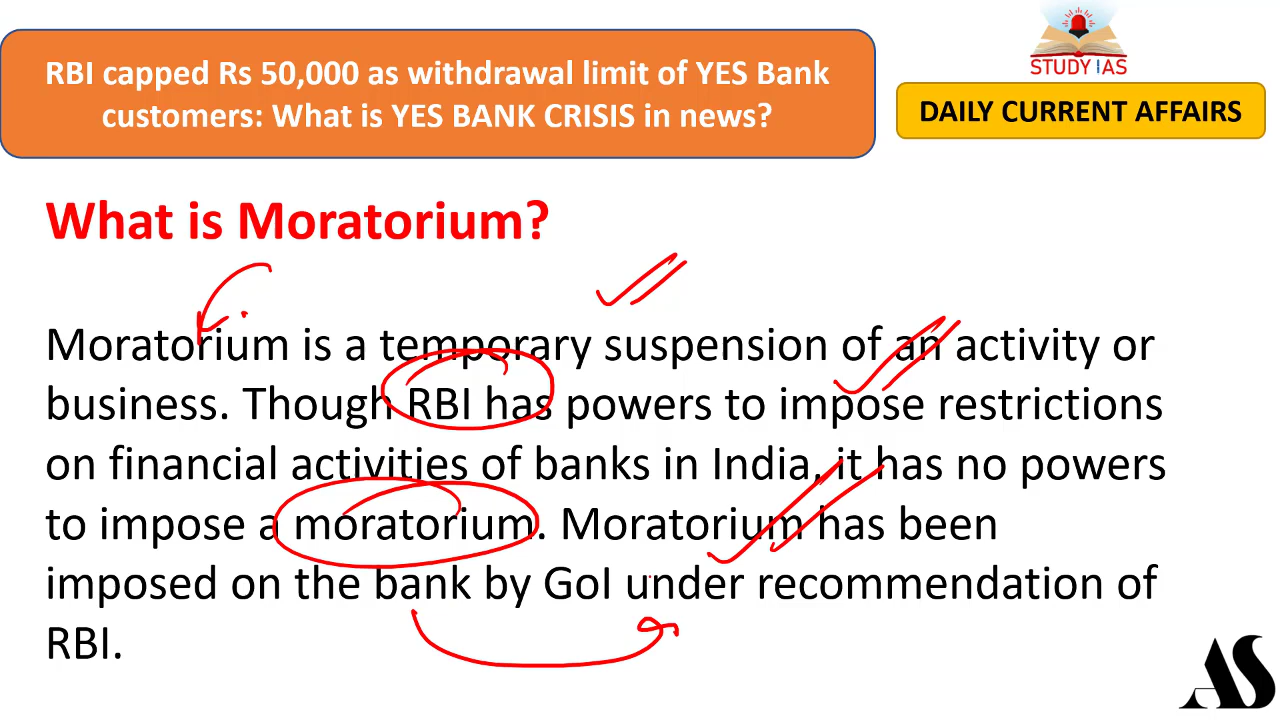 RBI capped Rs 50,000 as withdrawal limit of YES Bank
customers: What is YES BANK CRISIS in news?
STUDY IAS
DAILY CURRENT AFFAIRS
What is Moratorium?
Moratorium is a temporary suspension of an activity or
business. Though RBI has powers to impose restrictions
on financial activities of banks in India, it has no powers
to impose a moratorium. Moratorium has been
imposed on the bank by GoI under recommendation of
RBI.
AS